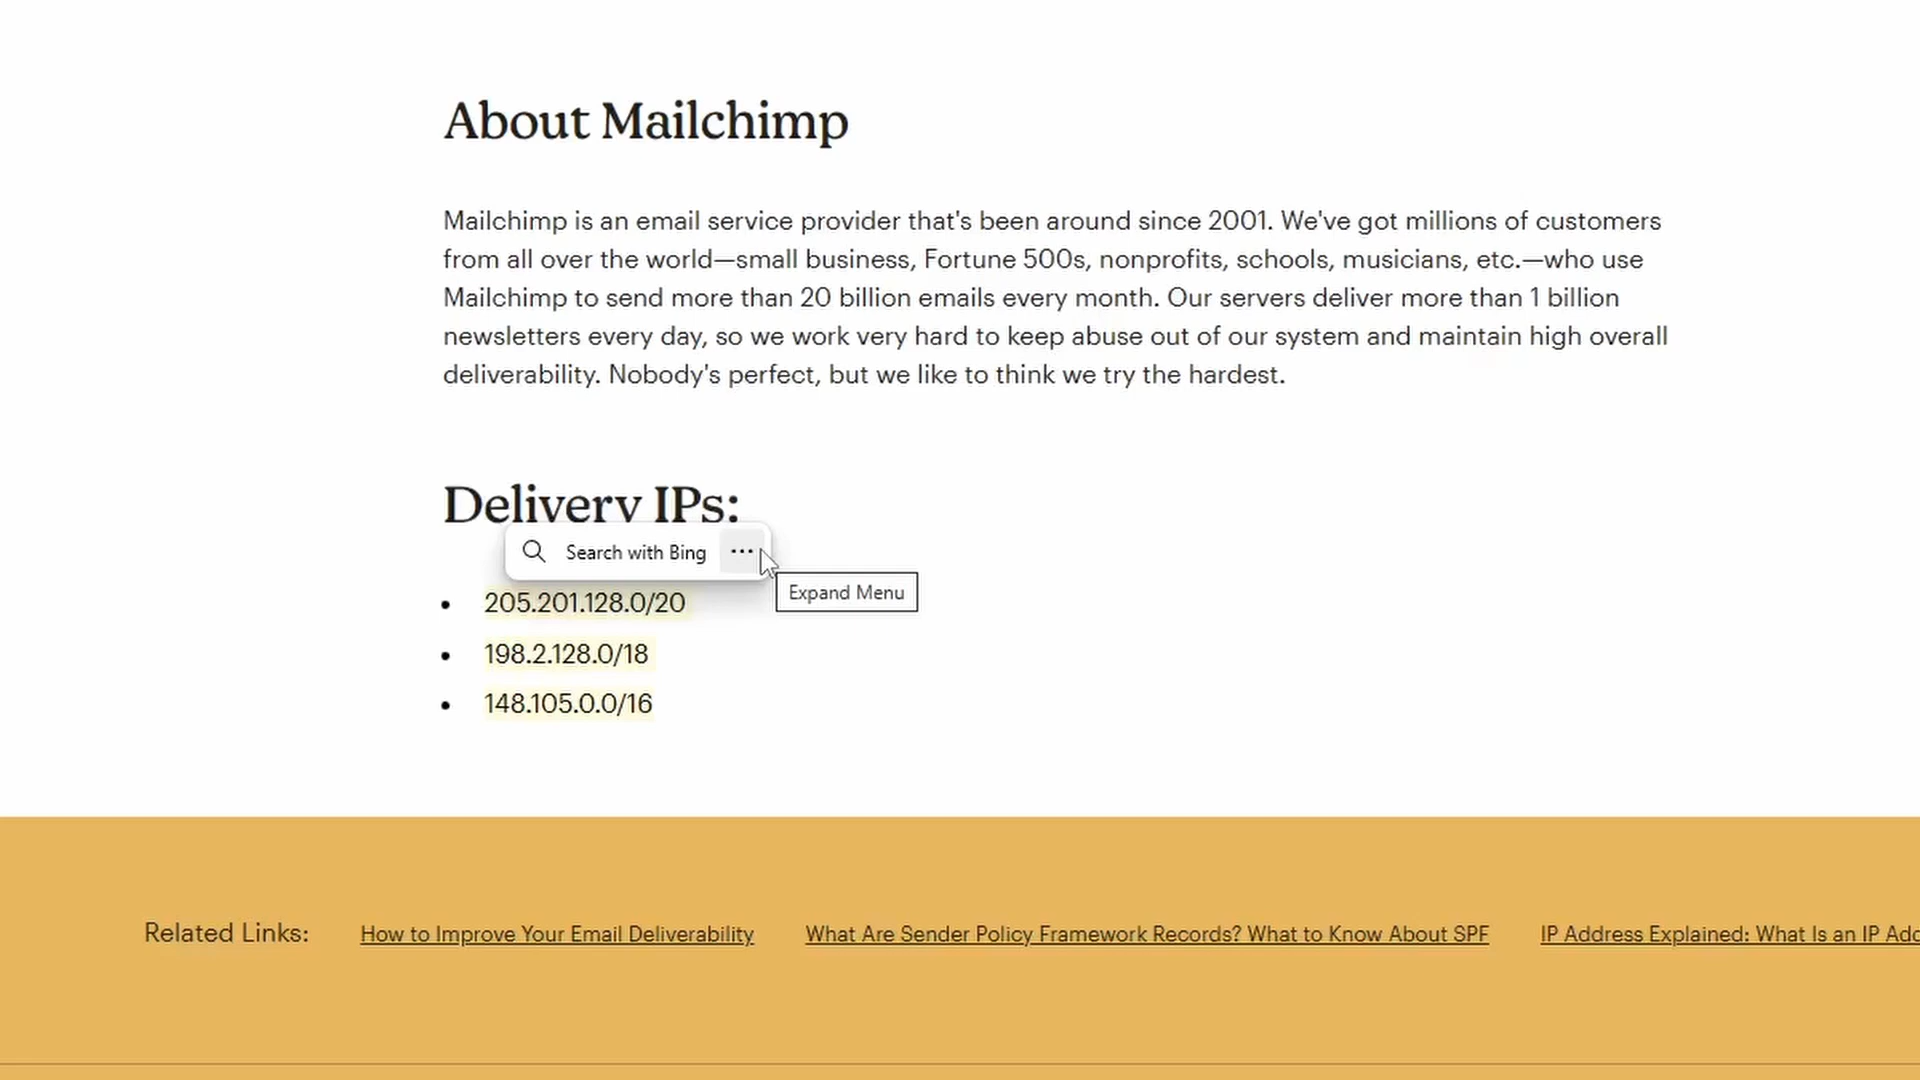 About Mailchimp
Mailchimp is an email service provider that's been around since 2001. We've got millions of customers
from all over the world—small business, Fortune 500s, nonprofits, schools, musicians, etc.—who use
Mailchimp to send more than 20 billion emails every month. Our servers deliver more than 1 billion
newsletters every day, so we work very hard to keep abuse out of our system and maintain high overall
deliverability. Nobody's perfect, but we like to think we try the hardest.
Delivery IPs:
Search with Bing
Expand Menu
205.201.128.0/20
198.2.128.0/18
148.105.0.0/16
Related Links: How to Improve Your Email Deliverability What Are Sender Policy Framework Records? What to Know About SPF IP Address Explained: What Is an IP